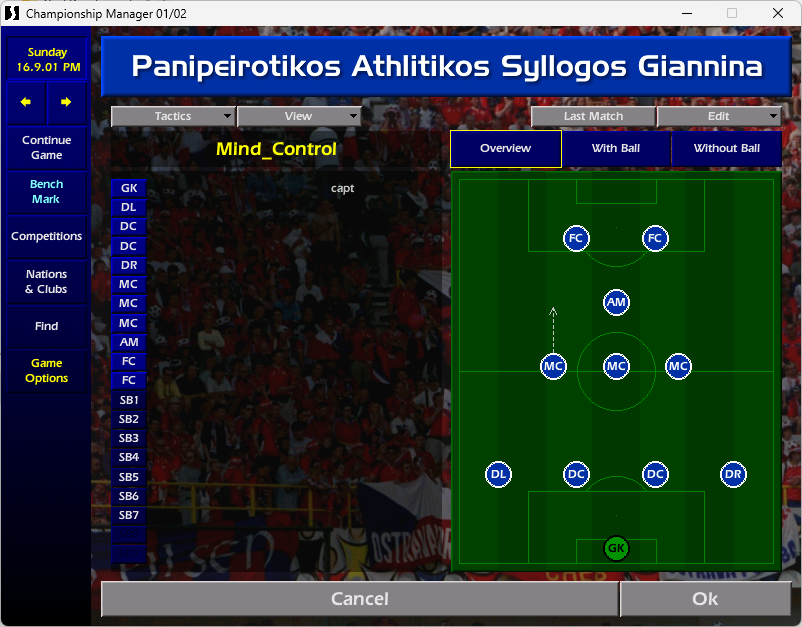 Championship Manager 01/02
Sunday
16.9.01 PM
Panipeirotikos Athlitikos Syllogos Giannina
Continue
Game
Bench
Mark
Competitions
Nations
& Clubs
Find
Game
Options
Tactics
View
Last Match
Edit
Mind_Control
Overview
With Ball
Without Ball
GK capt
DL
DC
DC
DR
MC
MC
MC
AM
FC
FC
SB1
SB2
SB3
SB4
SB5
SB6
SB7
FC FC
AM
MC MC MC
DL DC DC DR
GK
Cancel
Ok